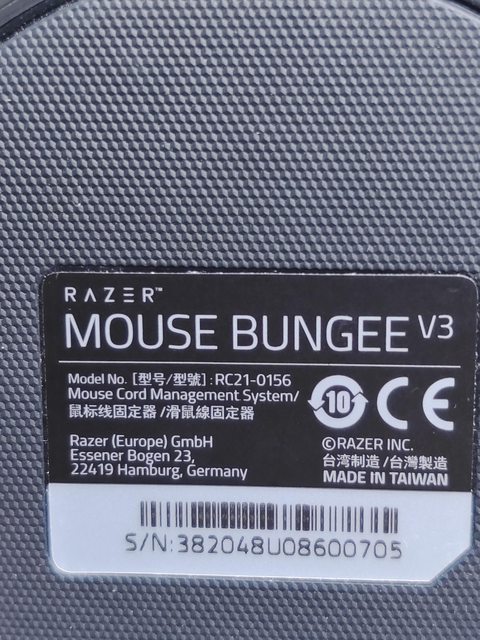 RAZER™
MOUSE BUNGEE V3
Model No. [型号/型號] : RC21-0156
Mouse Cord Management System/
鼠标线固定器/滑鼠線固定器
10
CE
Razer (Europe) GmbH
Essener Bogen 23,
22419 Hamburg, Germany
©RAZER INC.
台湾制造/台灣製造
MADE IN TAIWAN
S/N:382048U08600705